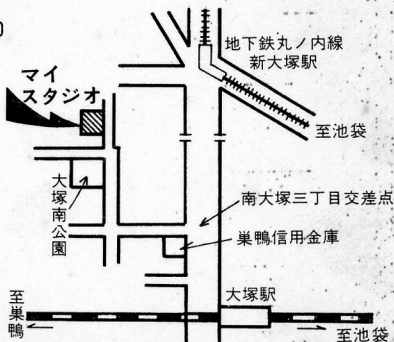 地下鉄丸ノ内線
新大塚駅
マイ
スタジオ
至池袋
大塚南公園
南大塚三丁目交差点
巣鴨信用金庫
大塚駅
至巣鴨
至池袋